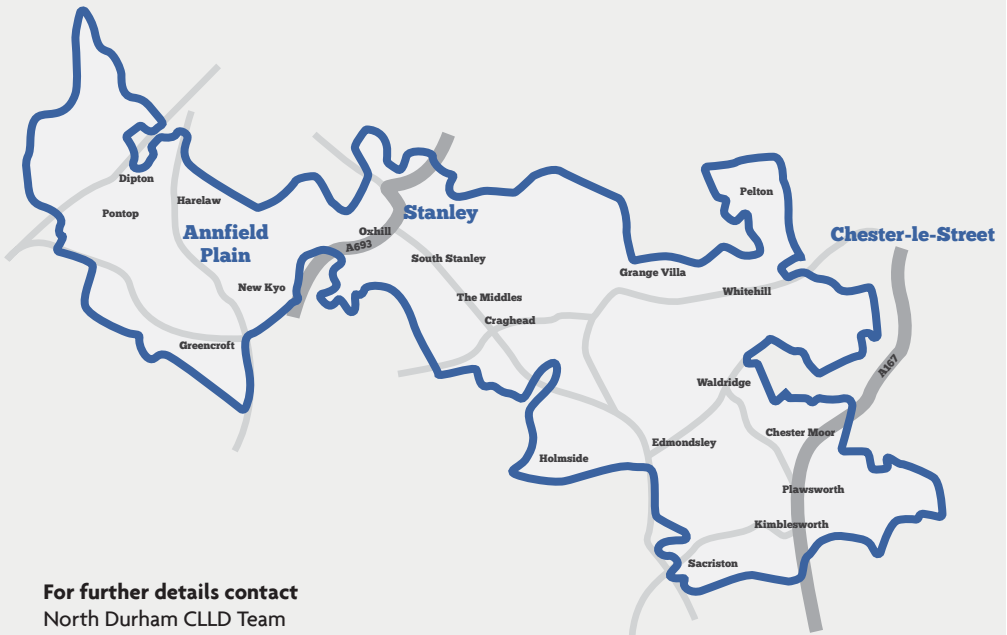 Dipton
Harelaw
Pontop
Annfield
Plain
New Kyo
Greencroft
Stanley
Oxhill
A693
South Stanley
The Middles
Craghead
Pelton
Chester-le-Street
Grange Villa
Whitehill
A167
Waldridge
Chester Moor
Edmondsley
Holmside
Plawsworth
Kimblesworth
Sacriston
For further details contact
North Durham CLLD Team